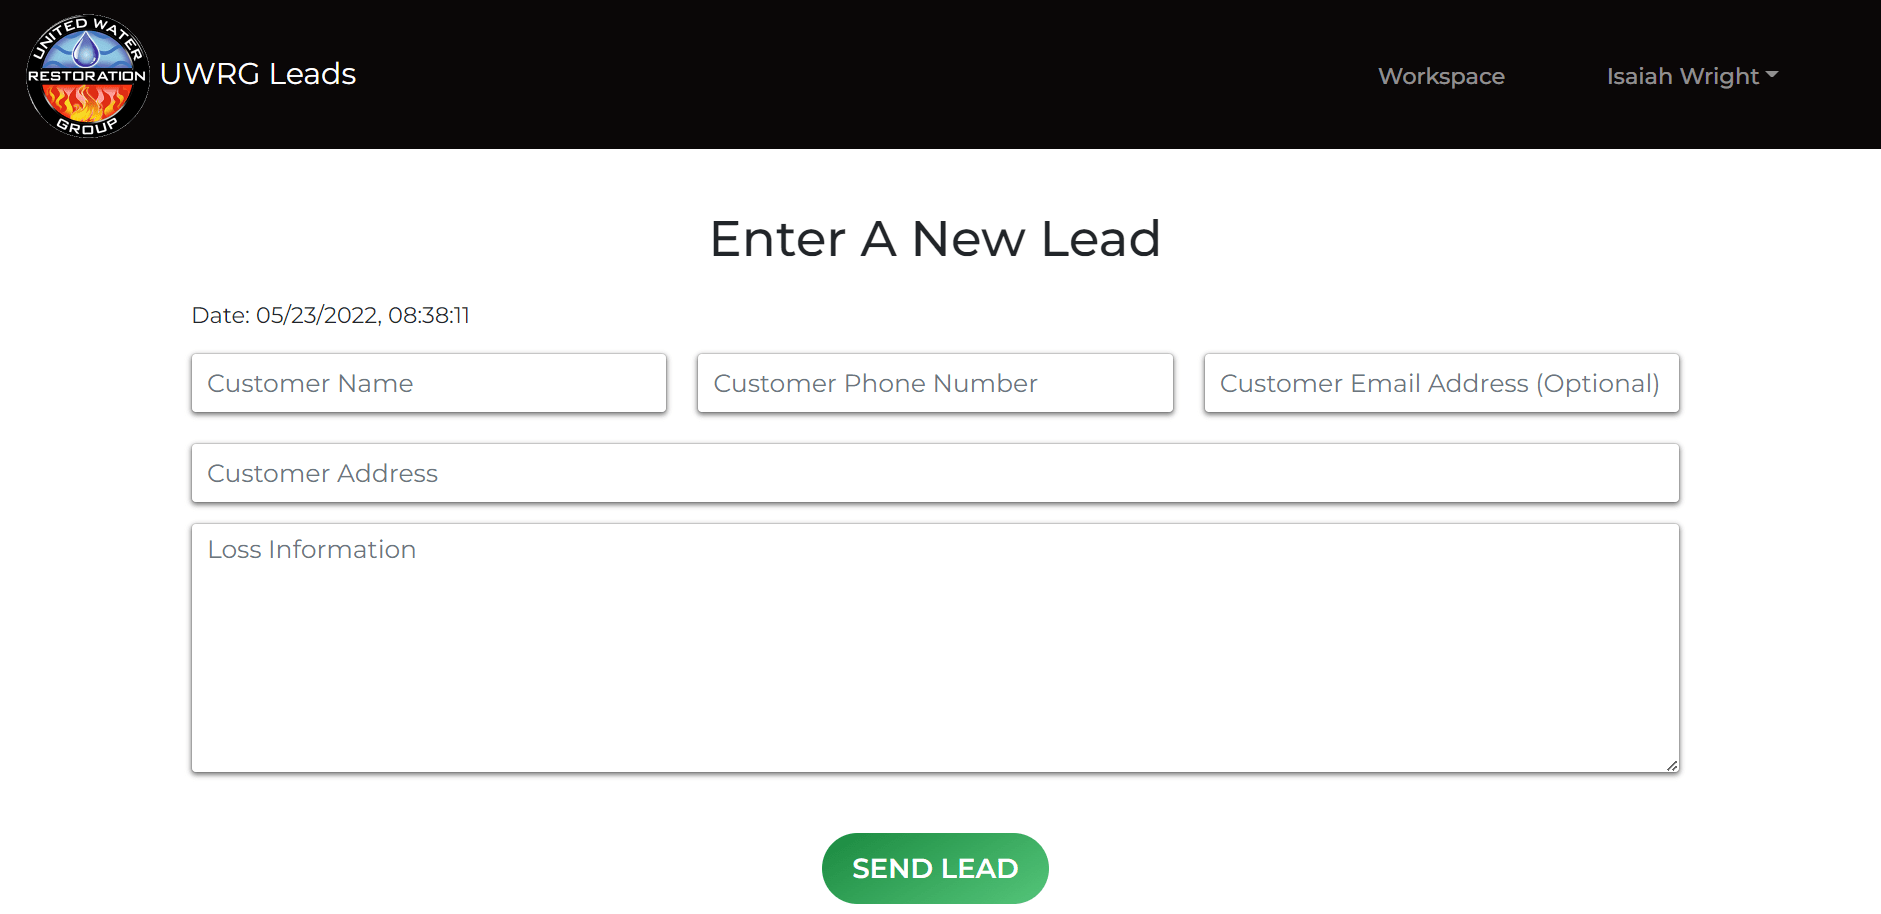 UNITED WATER
RESTORATION
GROUP
UWRG Leads
Workspace
Isaiah Wright
Enter A New Lead
Date: 05/23/2022, 08:38:11
Customer Name
Customer Phone Number
Customer Email Address (Optional)
Customer Address
Loss Information
SEND LEAD